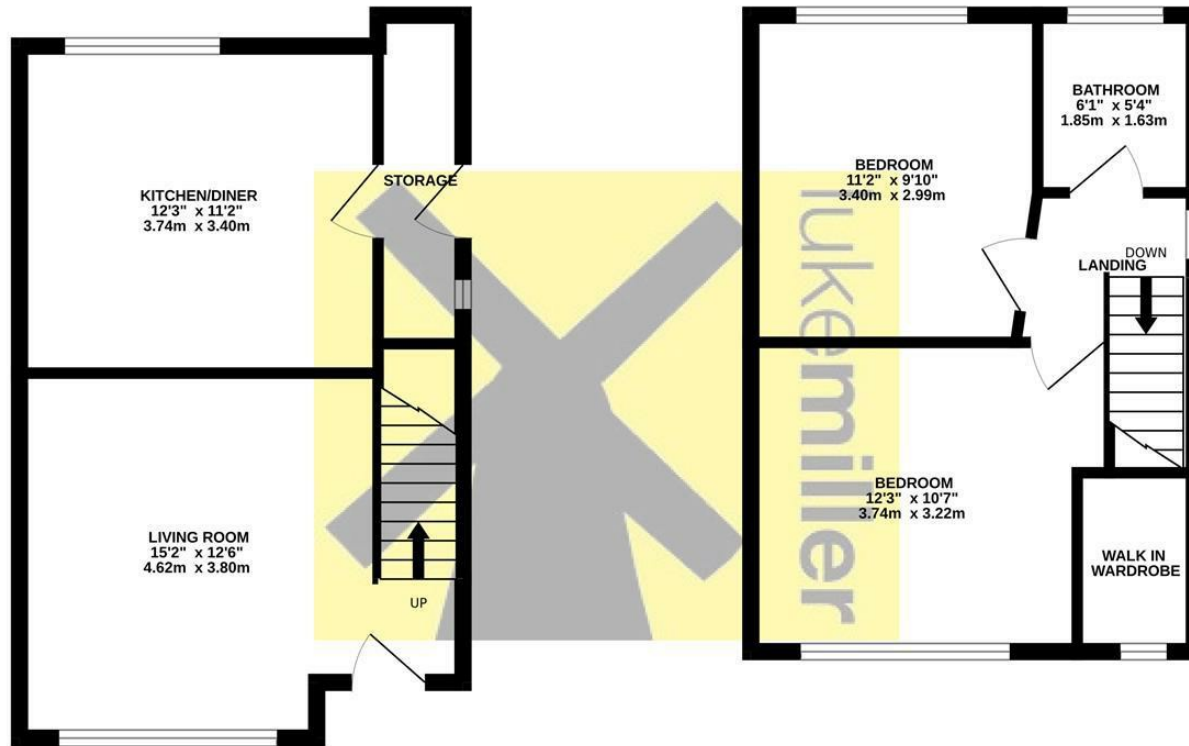 KITCHEN/DINER
12'3" x 11'2"
3.74m x 3.40m
STORAGE
LIVING ROOM
15'2" x 12'6"
4.62m x 3.80m
UP
BEDROOM
11'2" x 9'10"
3.40m x 2.99m
BATHROOM
6'1" x 5'4"
1.85m x 1.63m
DOWN
LANDING
BEDROOM
12'3" x 10'7"
3.74m x 3.22m
WALK IN
WARDROBE
lukemiller